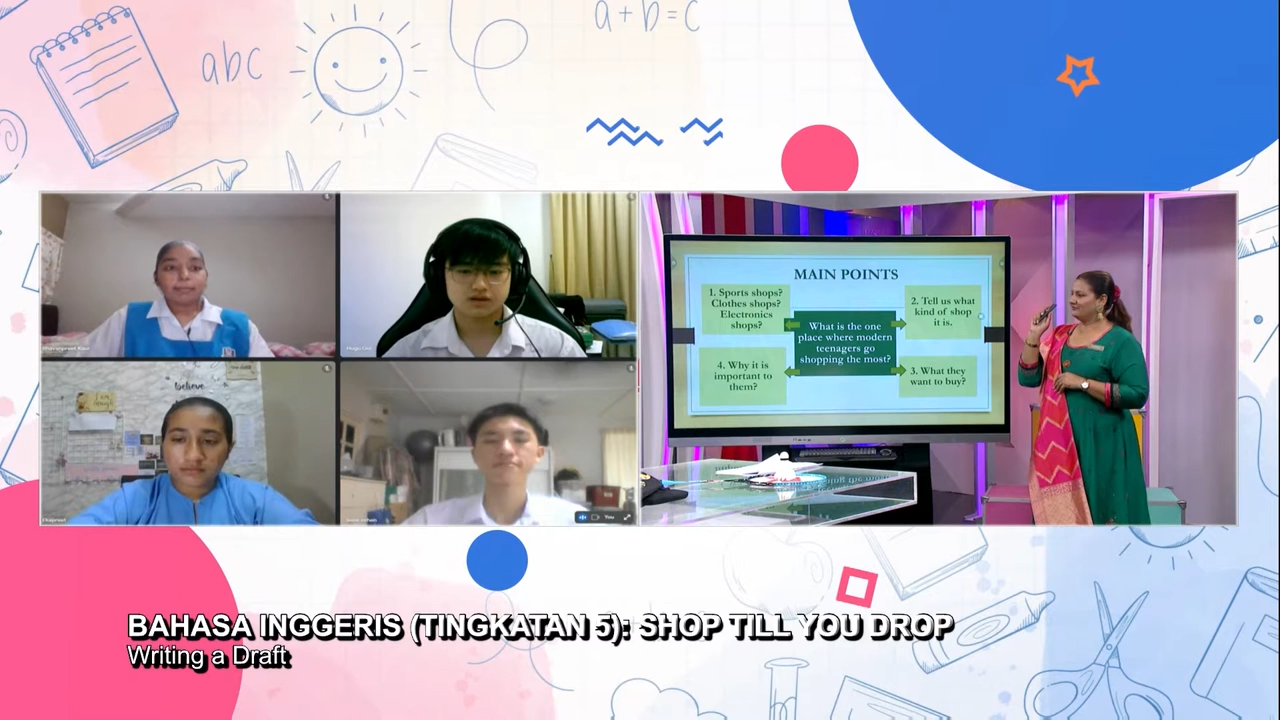 a+b=c
abc
believe
MAIN POINTS
1. Sports shops?
Clothes shops?
Electronics
shops?
2. Tell us what
kind of shop
it is.
What is the one
place where modern
teenagers go
shopping the most?
4. Why it is
important to
them?
3. What they
want to buy?
You
BAHASA INGGERIS (TINGKATAN 5): SHOP TILL YOU DROP
Writing a Draft